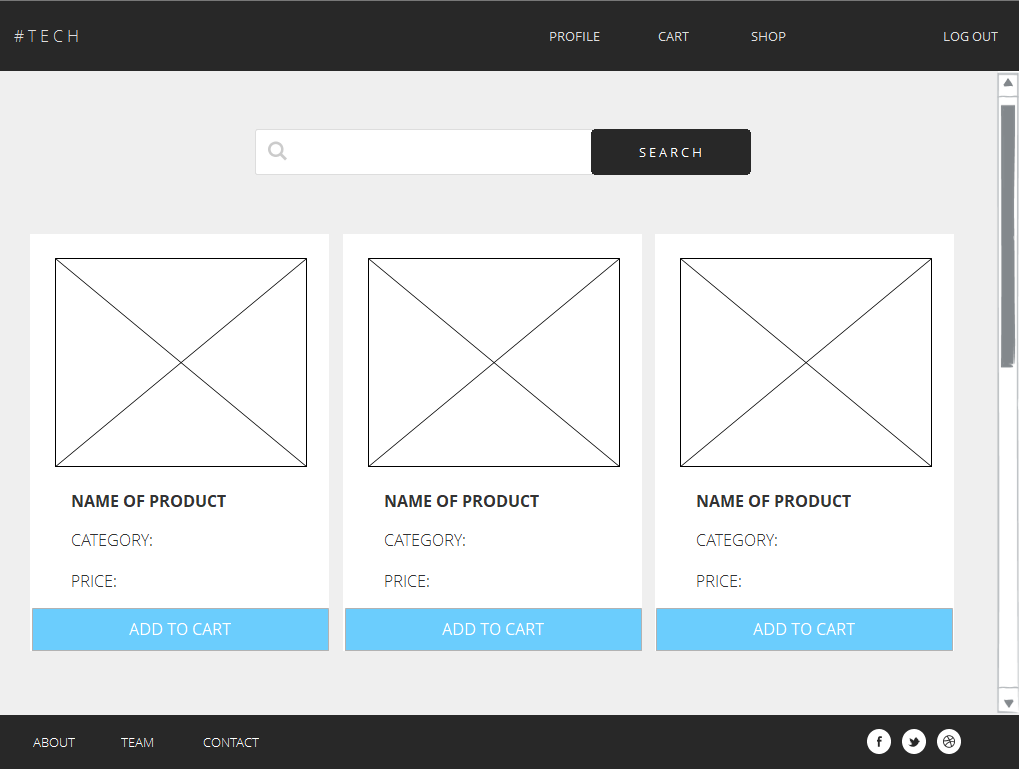 #TECH
PROFILE CART SHOP LOG OUT
SEARCH
NAME OF PRODUCT
CATEGORY:
PRICE:
ADD TO CART
NAME OF PRODUCT
CATEGORY:
PRICE:
ADD TO CART
NAME OF PRODUCT
CATEGORY:
PRICE:
ADD TO CART
ABOUT TEAM CONTACT